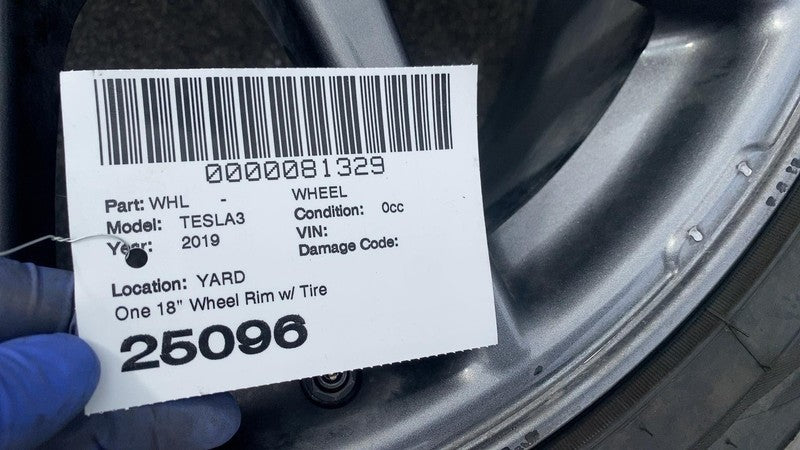 0000081329
Part: WHL - WHEEL
Model: TESLA3 Condition: 0cc
Year: 2019 VIN:
Damage Code:
Location: YARD
One 18" Wheel Rim w/ Tire
25096